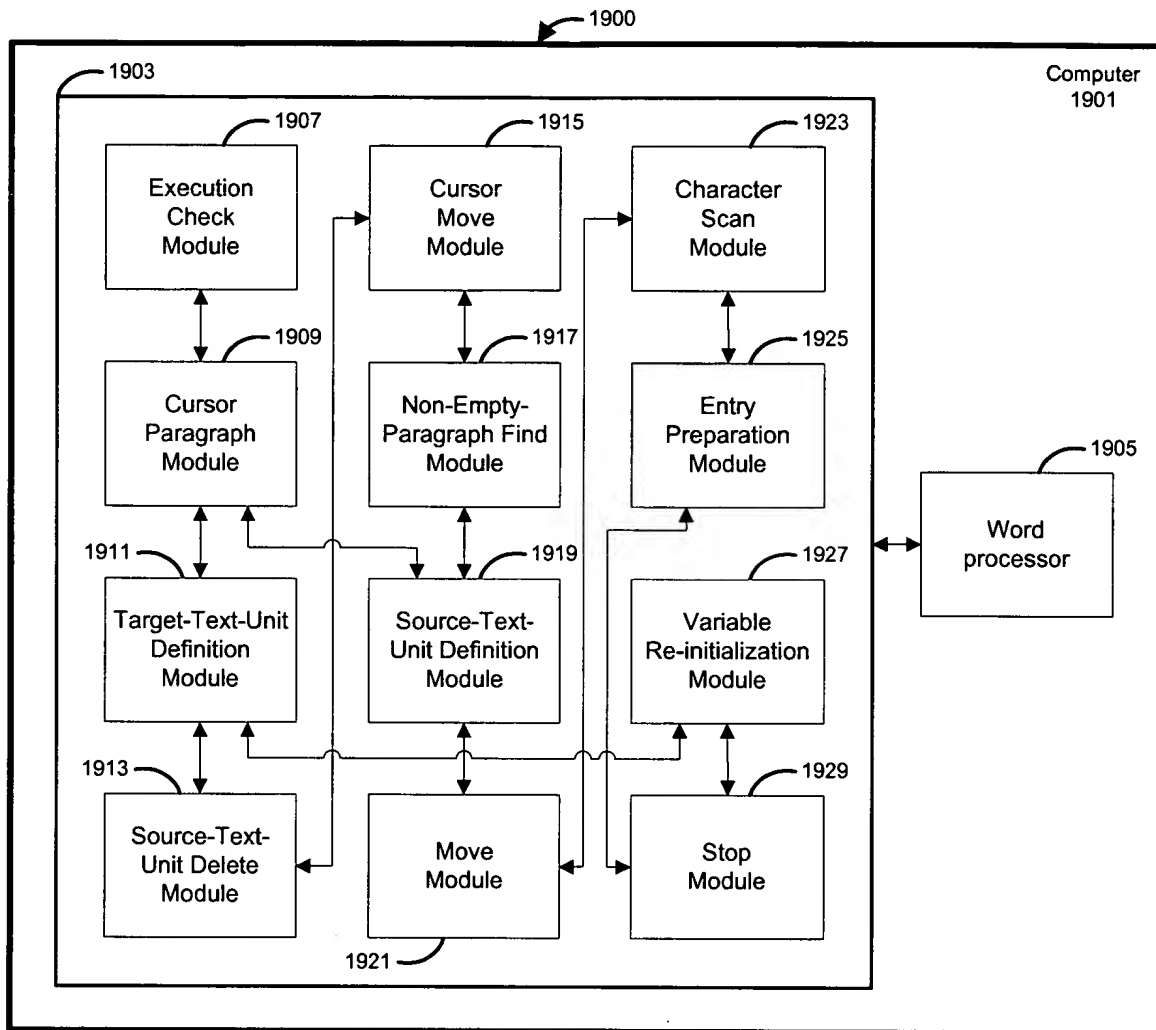 1900
Computer
1901
1903
1907
Execution
Check
Module
1915
Cursor
Move
Module
1923
Character
Scan
Module
1909
Cursor
Paragraph
Module
1917
Non-Empty-
Paragraph Find
Module
1925
Entry
Preparation
Module
1905
Word
processor
1911
Target-Text-Unit
Definition
Module
1919
Source-Text-
Unit Definition
Module
1927
Variable
Re-initialization
Module
1913
Source-Text-
Unit Delete
Module
Move
Module
1921
1929
Stop
Module